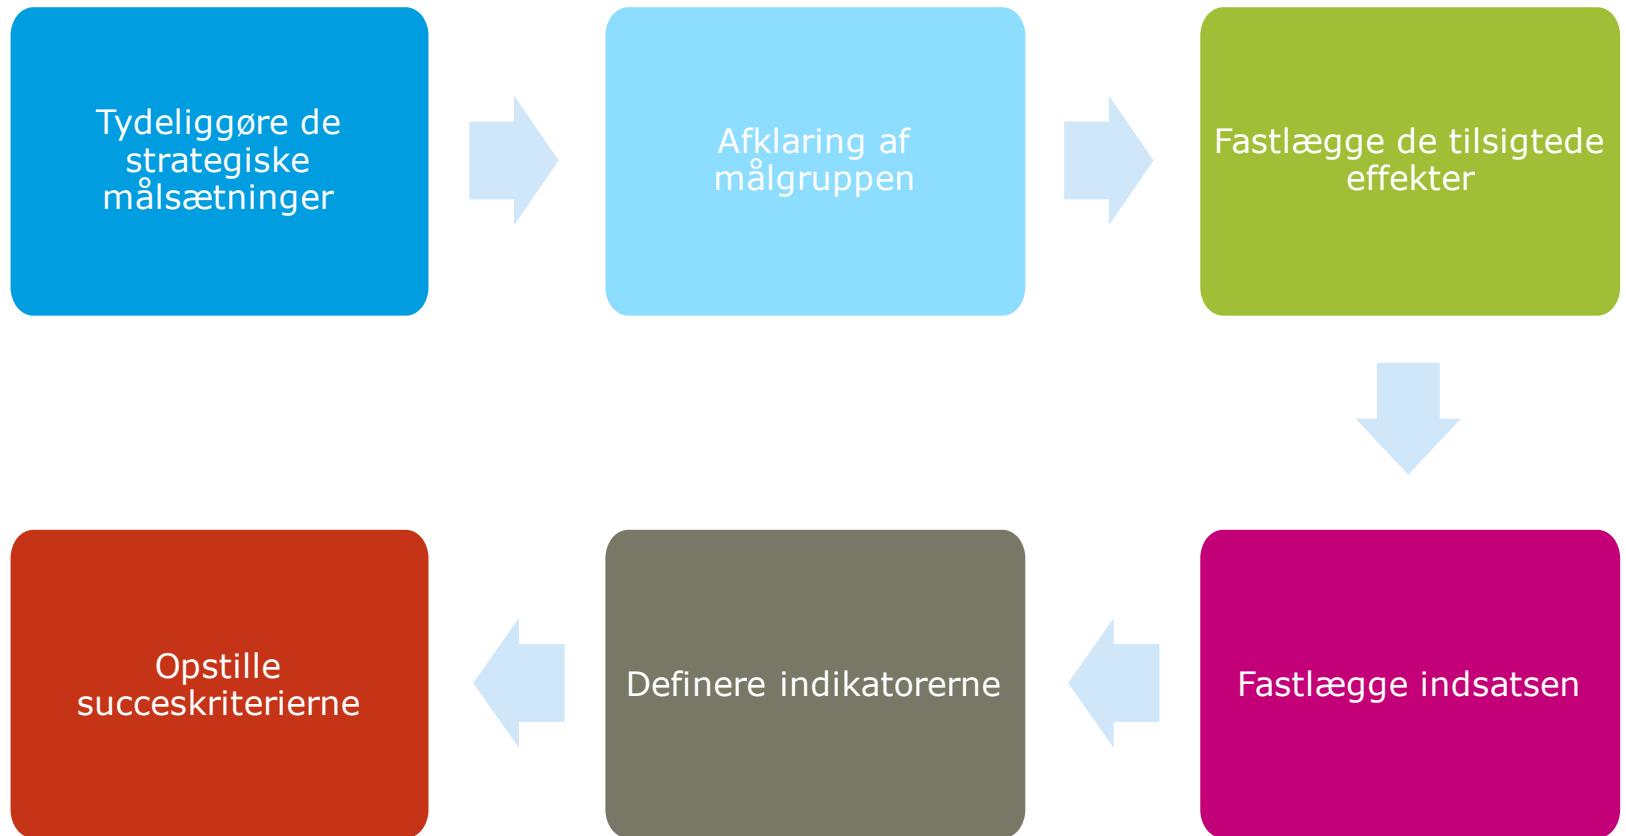 Tydeliggøre de
strategiske
målsætninger
Afklaring af
målgruppen
Fastlægge de tilsigtede
effekter
Fastlægge indsatsen
Definere indikatorerne
Opstille
succeskriterierne